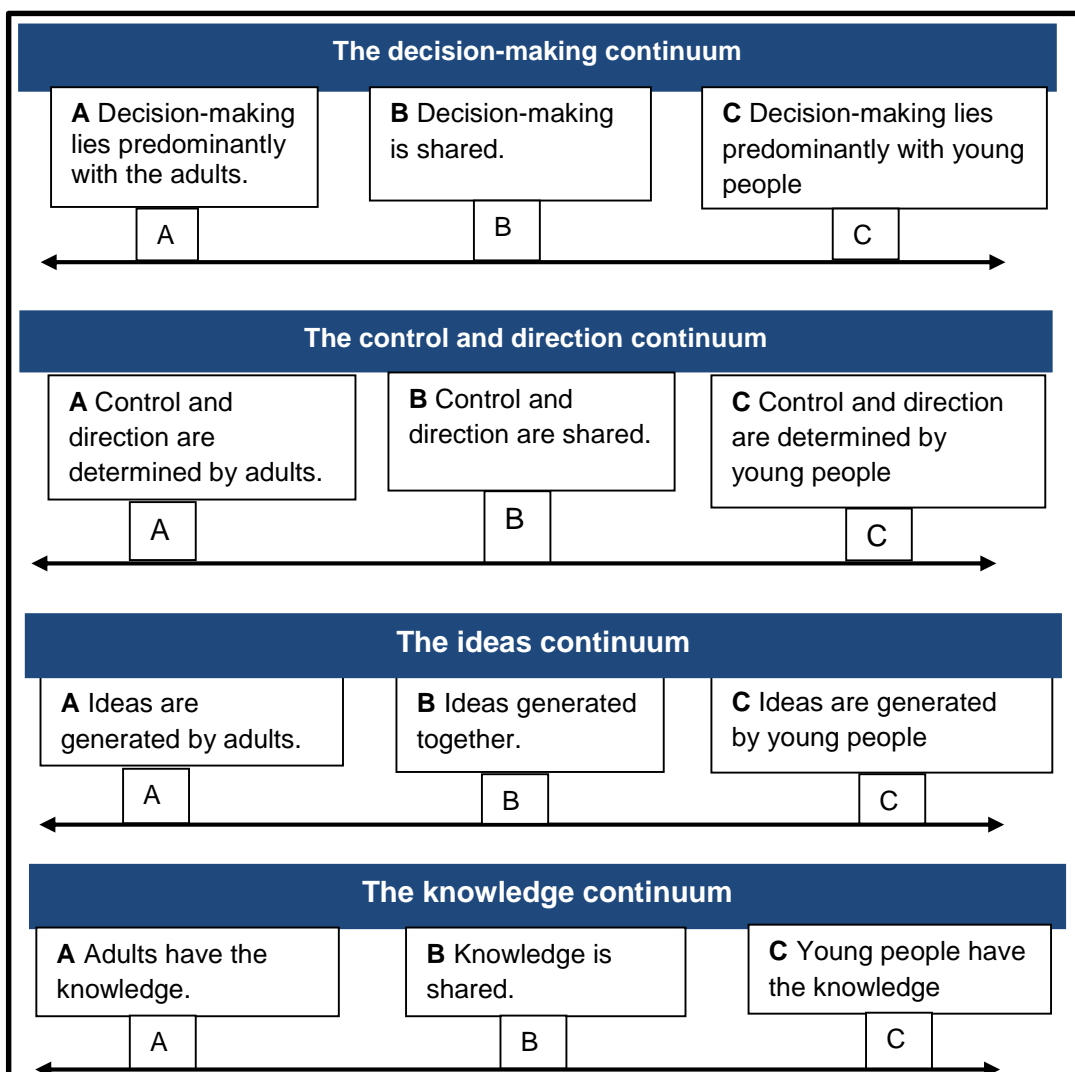 The decision-making continuum
A Decision-making
lies predominantly
with the adults.
B Decision-making
is shared.
C Decision-making lies
predominantly with young
people
A
B
C
The control and direction continuum
A Control and
direction are
determined by adults.
B Control and
direction are shared.
C Control and direction
are determined by
young people
A
B
C
The ideas continuum
A Ideas are
generated by adults.
B Ideas generated
together.
C Ideas are generated
by young people
A
B
C
The knowledge continuum
A Adults have the
knowledge.
B Knowledge is
shared.
C Young people have
the knowledge
A
B
C